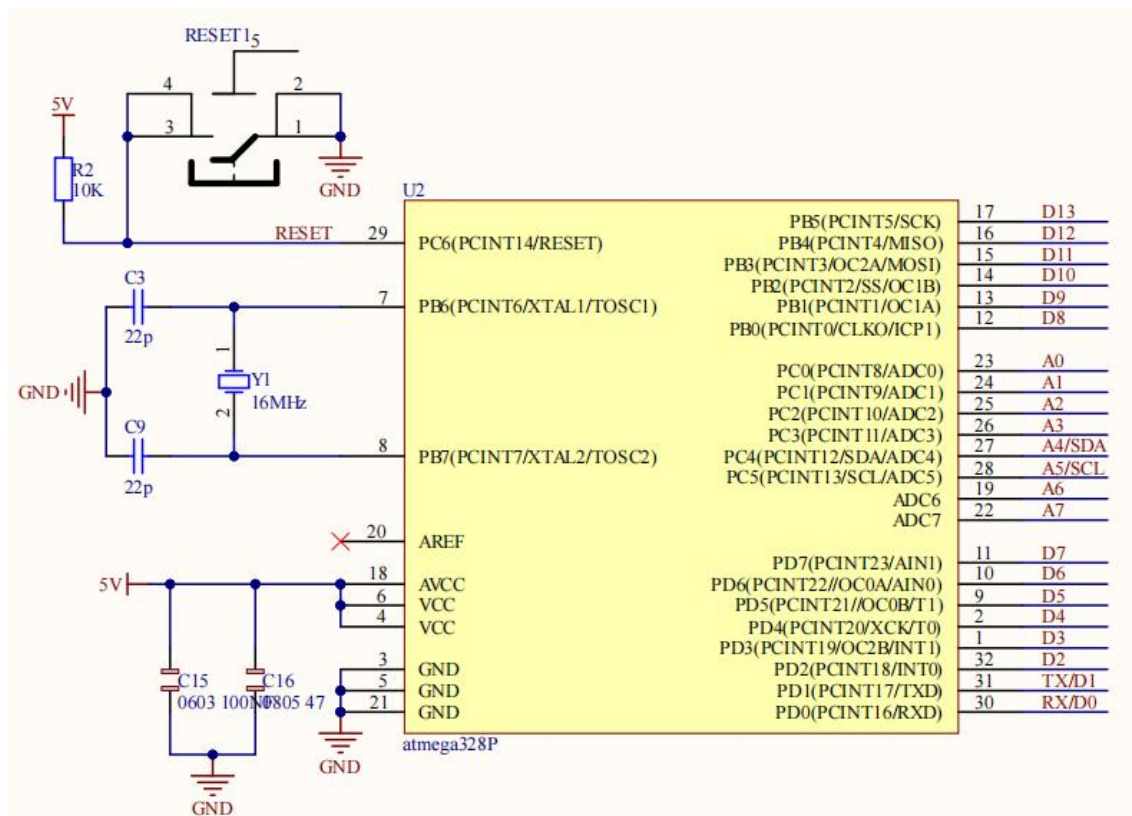 RESET1
5
4
2
3
1
5V
R2
10K
GND
RESET
29
C3
22p
7
1
Y1
16MHz
2
GND
C9
22p
8
20
5V
18
6
4
C15
0603 100NF
C16
0805 47
3
5
21
GND
GND
U2
PC6(PCINT14/RESET)
PB6(PCINT6/XTAL1/TOSC1)
PB7(PCINT7/XTAL2/TOSC2)
AREF
AVCC
VCC
VCC
GND
GND
GND
atmega328P
PB5(PCINT5/SCK) 17 D13
PB4(PCINT4/MISO) 16 D12
PB3(PCINT3/OC2A/MOSI) 15 D11
PB2(PCINT2/SS/OC1B) 14 D10
PB1(PCINT1/OC1A) 13 D9
PB0(PCINT0/CLKO/ICP1) 12 D8
PC0(PCINT8/ADC0) 23 A0
PC1(PCINT9/ADC1) 24 A1
PC2(PCINT10/ADC2) 25 A2
PC3(PCINT11/ADC3) 26 A3
PC4(PCINT12/SDA/ADC4) 27 A4/SDA
PC5(PCINT13/SCL/ADC5) 28 A5/SCL
ADC6 19 A6
ADC7 22 A7
PD7(PCINT23/AIN1) 11 D7
PD6(PCINT22//OC0A/AIN0) 10 D6
PD5(PCINT21//OC0B/T1) 9 D5
PD4(PCINT20/XCK/T0) 2 D4
PD3(PCINT19/OC2B/INT1) 1 D3
PD2(PCINT18/INT0) 32 D2
PD1(PCINT17/TXD) 31 TX/D1
PD0(PCINT16/RXD) 30 RX/D0